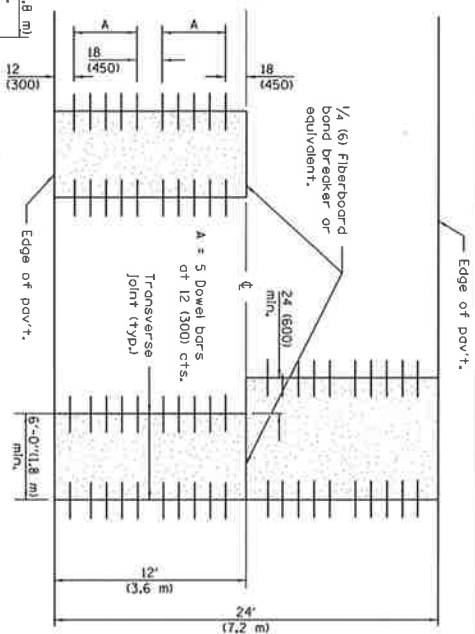 .8 m)
A
A
18
(450)
12
(300)
18
(450)
1/4 (6) Fiberboard
bond breaker or
equivalent.
Edge of pav't.
℄
24 (600)
min.
A = 5 Dowel bars
at 12 (300) cts.
Transverse
joint (typ.)
Edge of pav't.
6'-0" (1.8 m)
min.
12'
(3.6 m)
24'
(7.2 m)